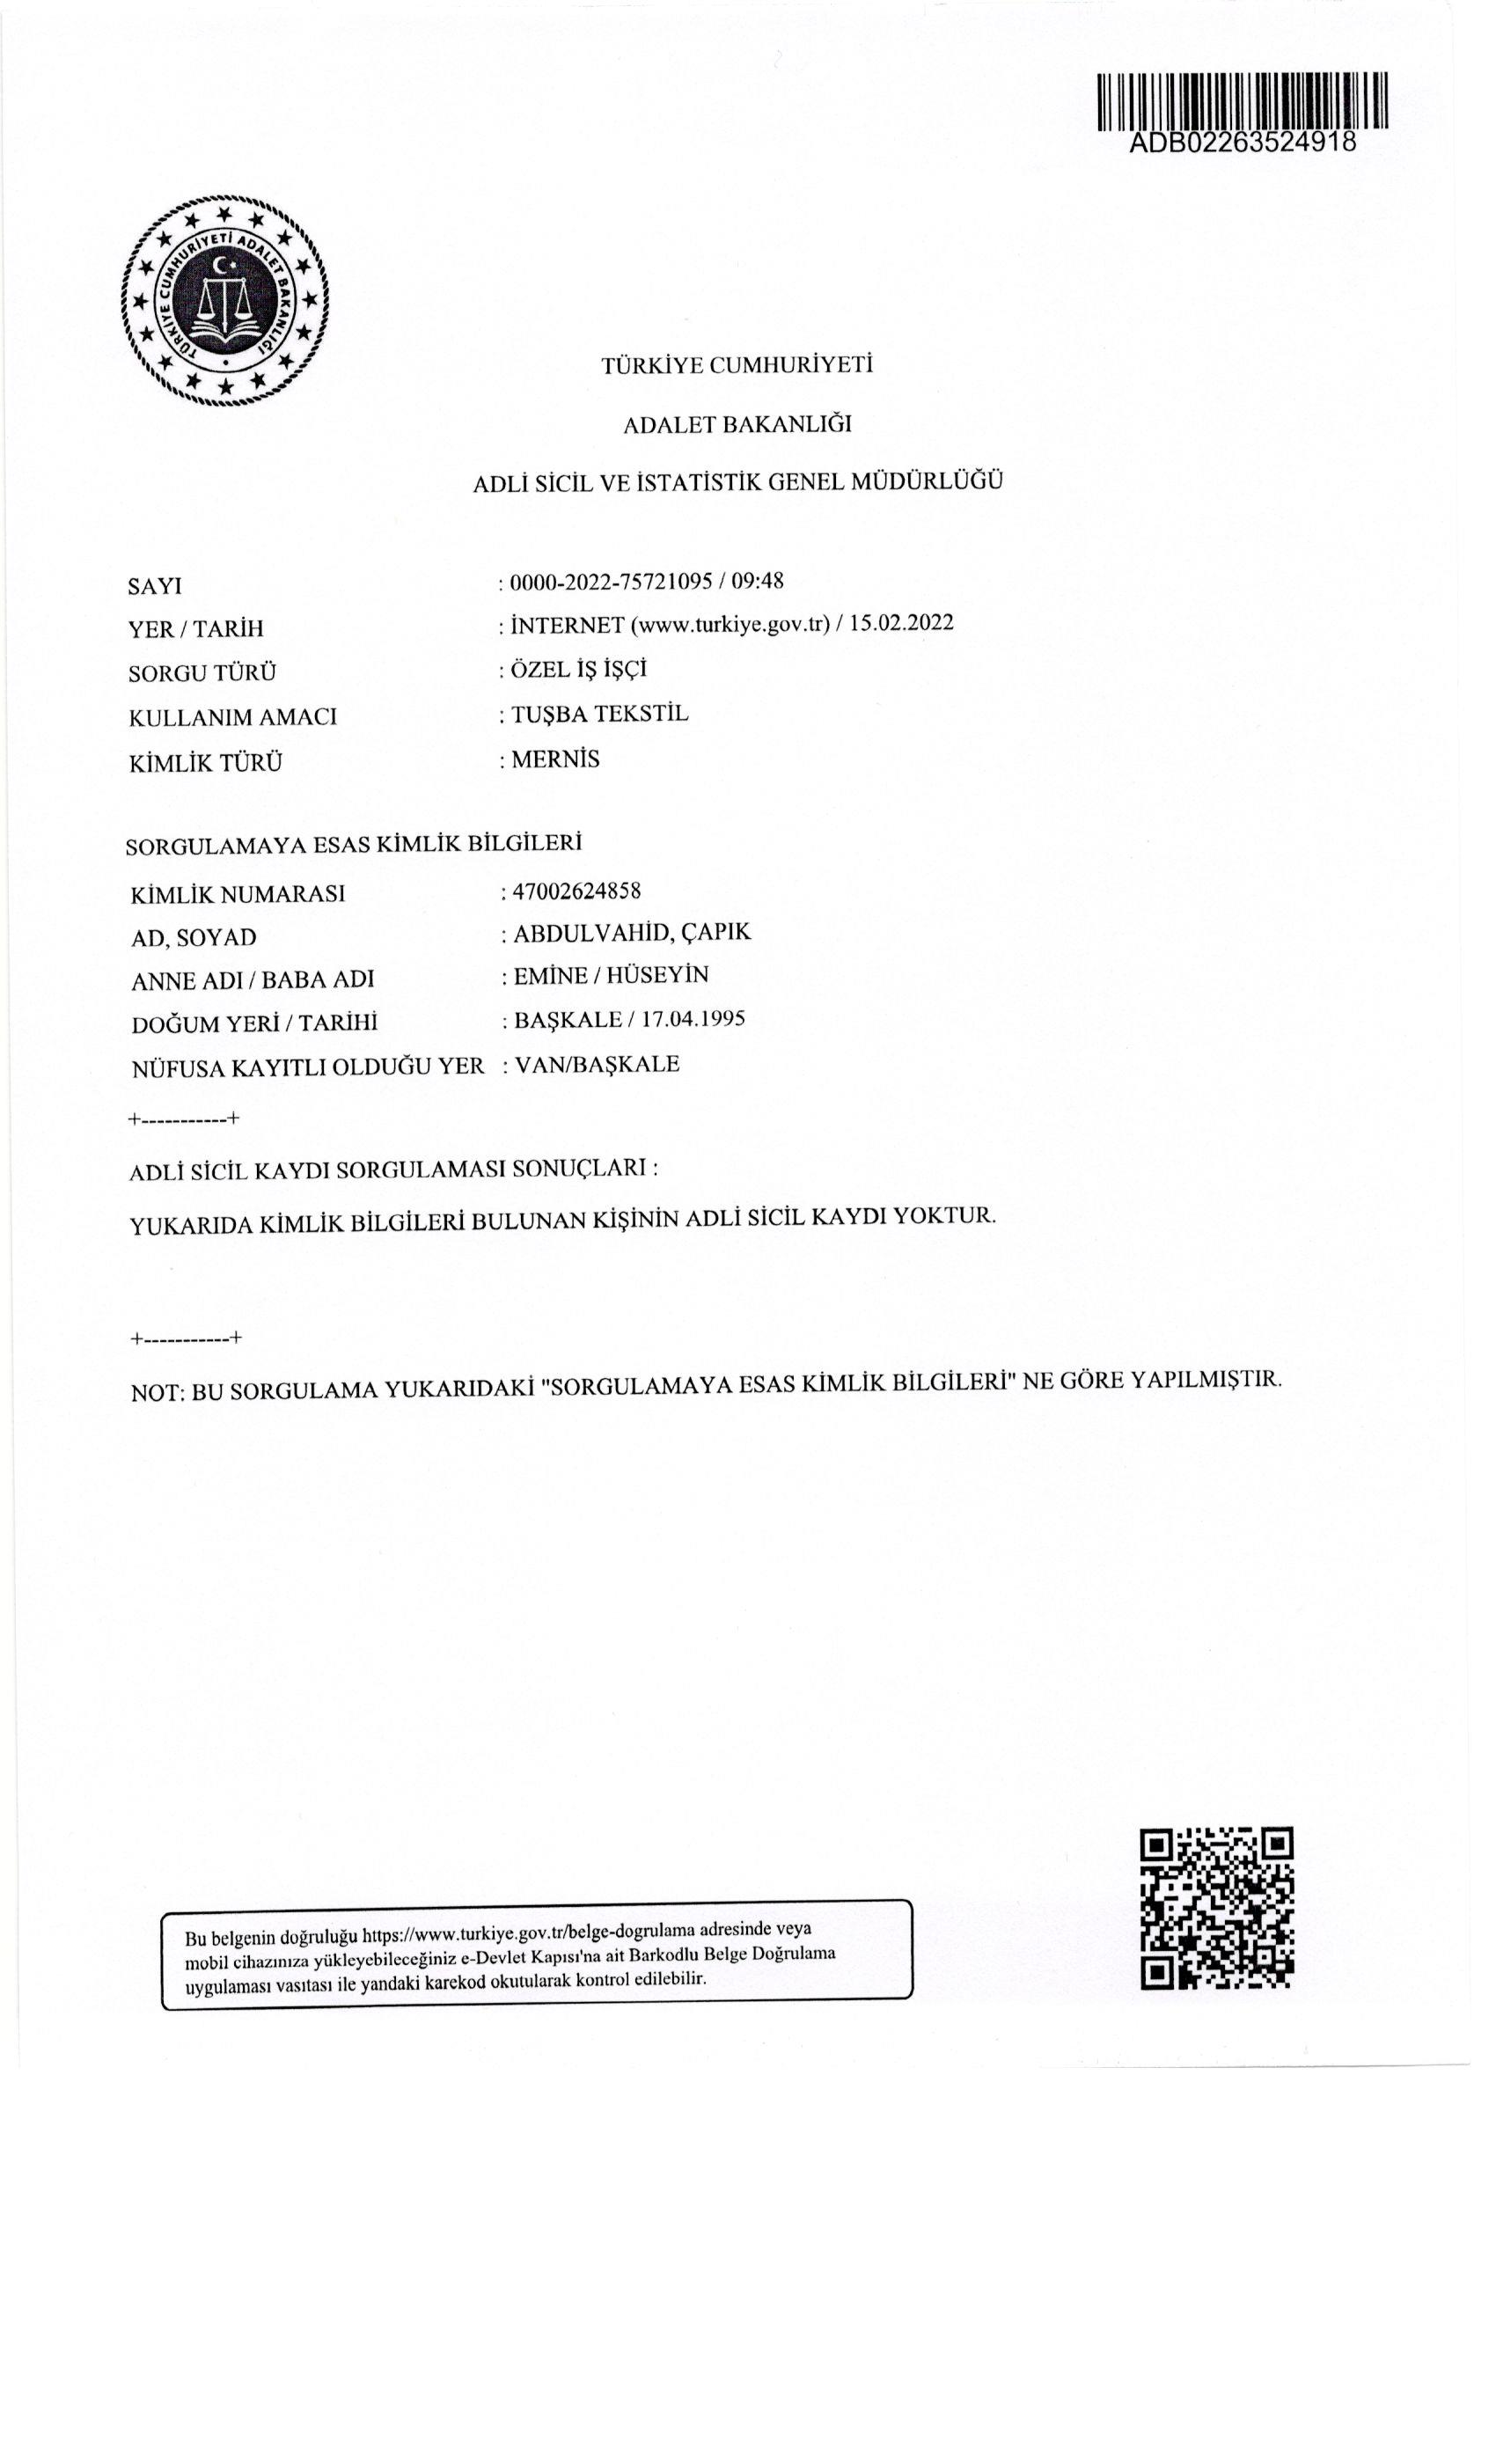 ADB02263524918
TÜRKİYE CUMHURİYETİ ADALET BAKANLIĞI
TÜRKİYE CUMHURİYETİ
ADALET BAKANLIĞI
ADLİ SİCİL VE İSTATİSTİK GENEL MÜDÜRLÜĞÜ
SAYI : 0000-2022-75721095 / 09:48
YER / TARİH : İNTERNET (www.turkiye.gov.tr) / 15.02.2022
SORGU TÜRÜ : ÖZEL İŞ İŞÇİ
KULLANIM AMACI : TUŞBA TEKSTİL
KİMLİK TÜRÜ : MERNİS
SORGULAMAYA ESAS KİMLİK BİLGİLERİ
KİMLİK NUMARASI : 47002624858
AD, SOYAD : ABDULVAHİD, ÇAPIK
ANNE ADI / BABA ADI : EMİNE / HÜSEYİN
DOĞUM YERİ / TARİHİ : BAŞKALE / 17.04.1995
NÜFUSA KAYITLI OLDUĞU YER : VAN/BAŞKALE
+-----------+
ADLİ SİCİL KAYDI SORGULAMASI SONUÇLARI :
YUKARIDA KİMLİK BİLGİLERİ BULUNAN KİŞİNİN ADLİ SİCİL KAYDI YOKTUR.
+-----------+
NOT: BU SORGULAMA YUKARIDAKİ "SORGULAMAYA ESAS KİMLİK BİLGİLERİ" NE GÖRE YAPILMIŞTIR.
Bu belgenin doğruluğu https://www.turkiye.gov.tr/belge-dogrulama adresinde veya
mobil cihazınıza yükleyebileceğiniz e-Devlet Kapısı'na ait Barkodlu Belge Doğrulama
uygulaması vasıtası ile yandaki karekod okutularak kontrol edilebilir.